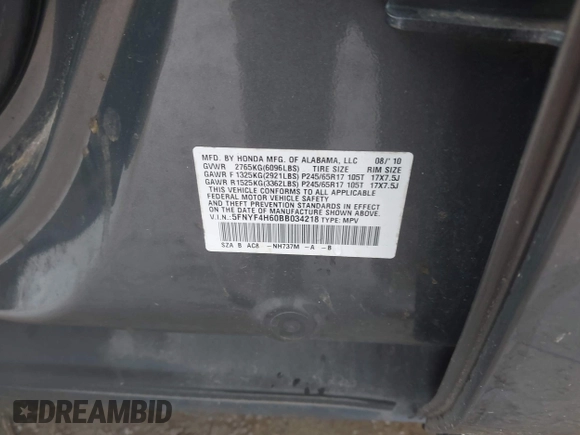 MFD. BY HONDA MFG. OF ALABAMA, LLC 08/'10
GVWR 2765KG(6096LBS) TIRE SIZE RIM SIZE
GAWR F 1325KG(2921LBS) P245/65R17 105T 17X7.5J
GAWR R 1525KG(3362LBS) P245/65R17 105T 17X7.5J
THIS VEHICLE CONFORMS TO ALL APPLICABLE
FEDERAL MOTOR VEHICLE SAFETY, BUMPER
AND THEFT PREVENTION STANDARDS IN EFFECT ON
THE DATE OF MANUFACTURE SHOWN ABOVE.
V.I.N.: 5FNYF4H60BB034218 TYPE: MPV
SZA B AC8 -NH737M -A -B
DREAMBID